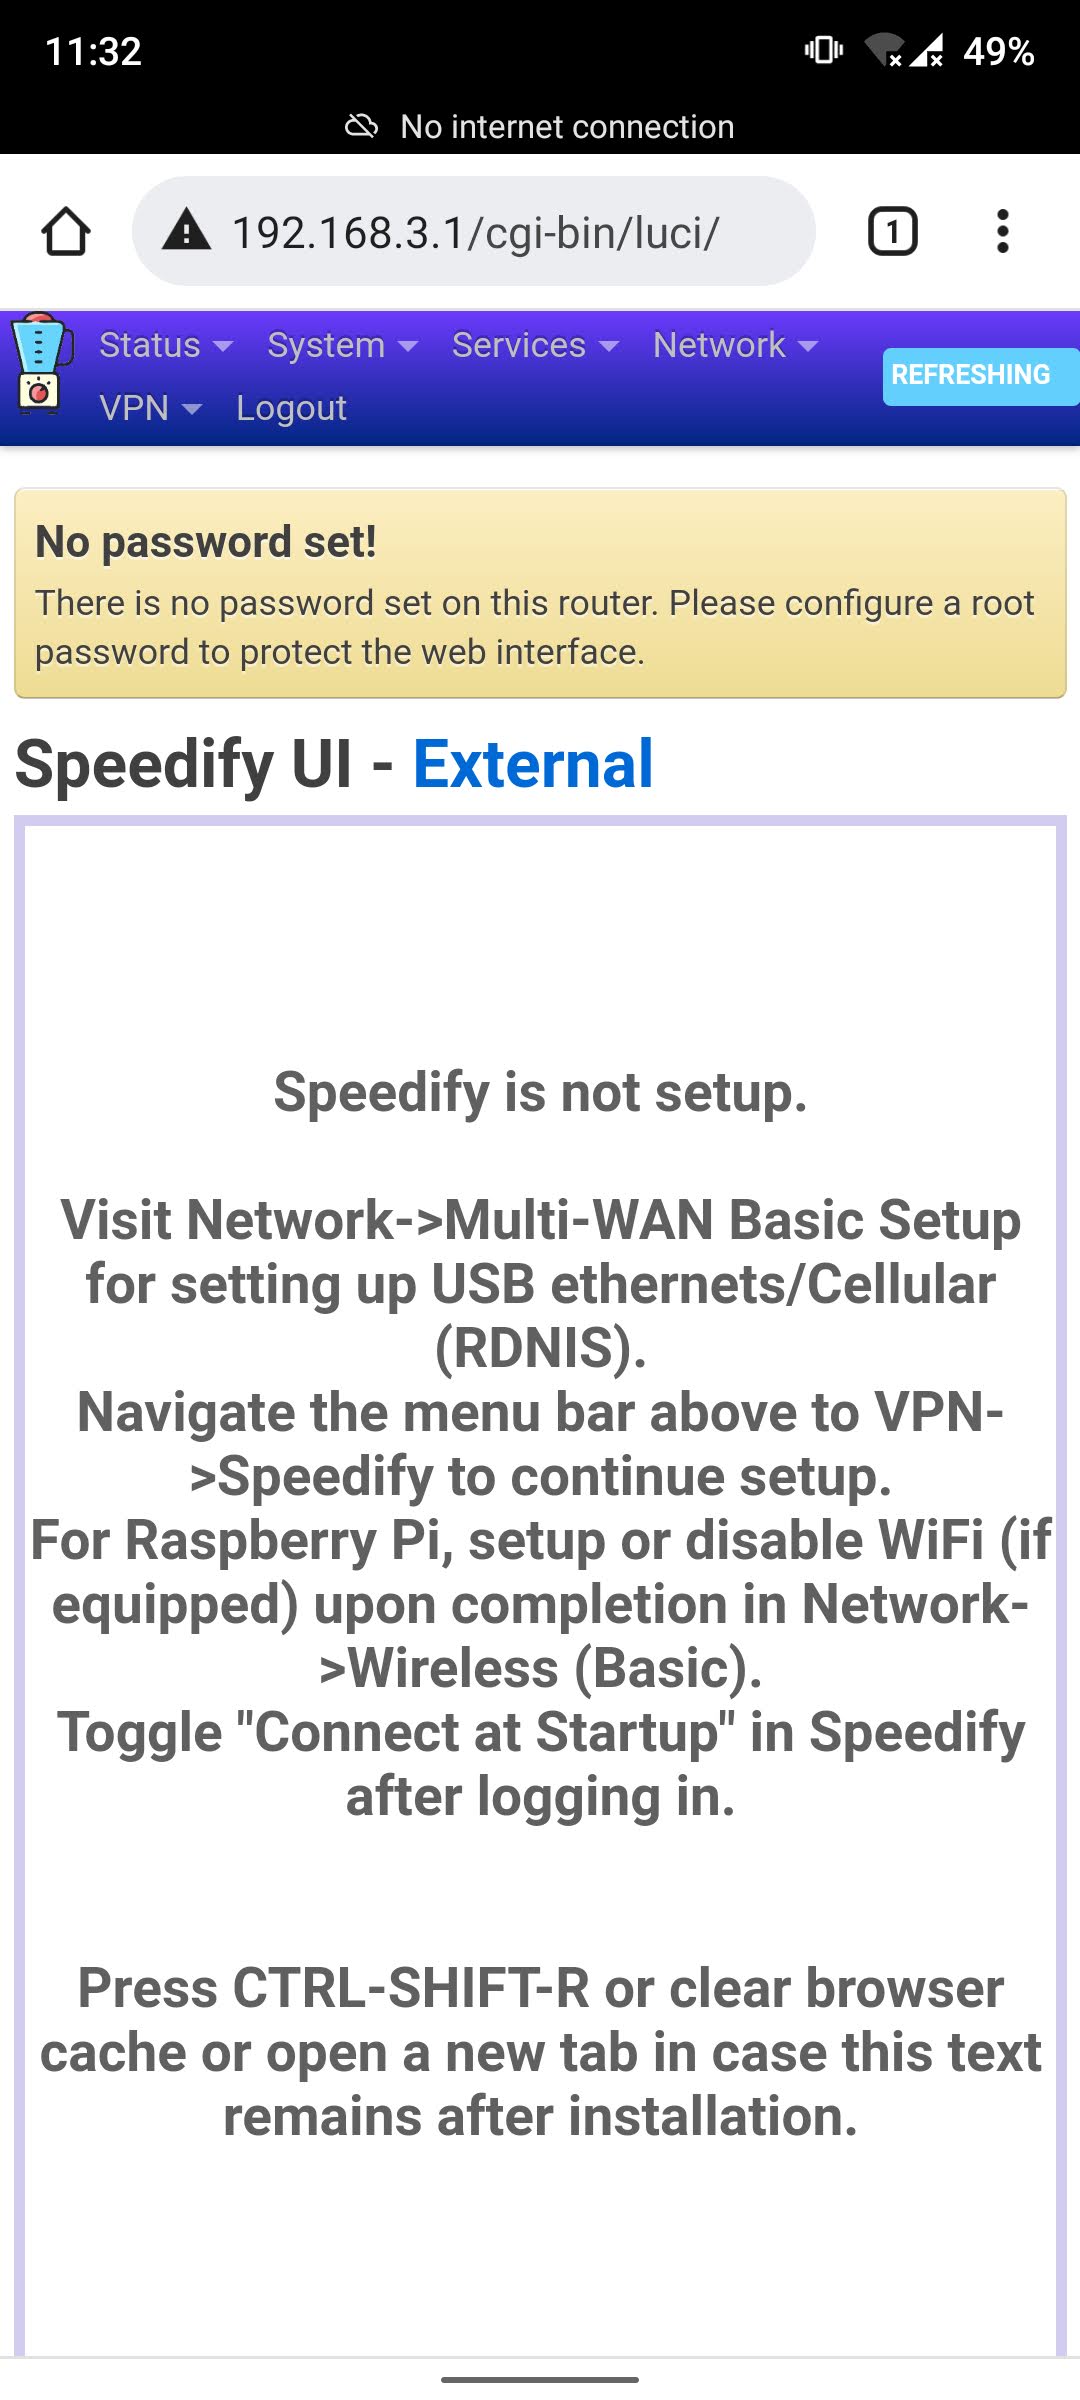 11:32
49%
No internet connection
192.168.3.1/cgi-bin/luci/
1
Status
System
Services
Network
REFRESHING
VPN
Logout
No password set!
There is no password set on this router. Please configure a root
password to protect the web interface.
Speedify UI - External
Speedify is not setup.
Visit Network->Multi-WAN Basic Setup
for setting up USB ethernets/Cellular
(RDNIS).
Navigate the menu bar above to VPN-
>Speedify to continue setup.
For Raspberry Pi, setup or disable WiFi (if
equipped) upon completion in Network-
>Wireless (Basic).
Toggle "Connect at Startup" in Speedify
after logging in.
Press CTRL-SHIFT-R or clear browser
cache or open a new tab in case this text
remains after installation.